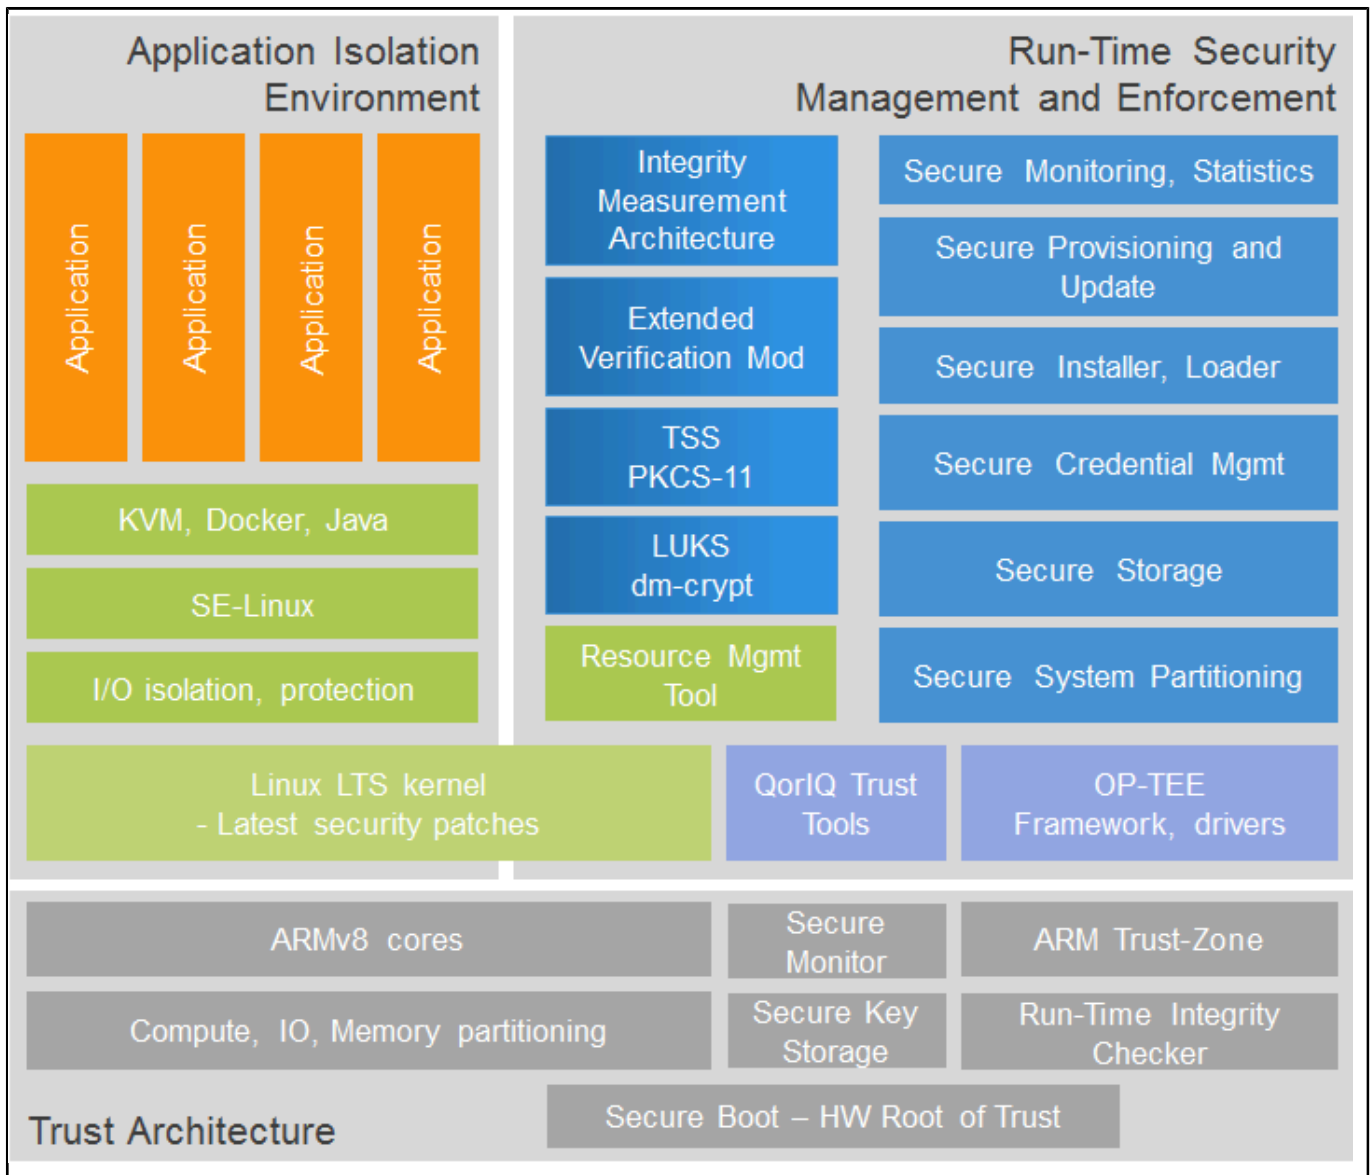 Application Isolation
Environment
Application
Application
Application
Application
KVM, Docker, Java
SE-Linux
I/O isolation, protection
Run-Time Security
Management and Enforcement
Integrity
Measurement
Architecture
Extended
Verification Mod
TSS
PKCS-11
LUKS
dm-crypt
Resource Mgmt
Tool
Secure Monitoring, Statistics
Secure Provisioning and
Update
Secure Installer, Loader
Secure Credential Mgmt
Secure Storage
Secure System Partitioning
Linux LTS kernel
- Latest security patches
QorIQ Trust
Tools
OP-TEE
Framework, drivers
ARMv8 cores
Secure
Monitor
ARM Trust-Zone
Compute, IO, Memory partitioning
Secure Key
Storage
Run-Time Integrity
Checker
Secure Boot – HW Root of Trust
Trust Architecture